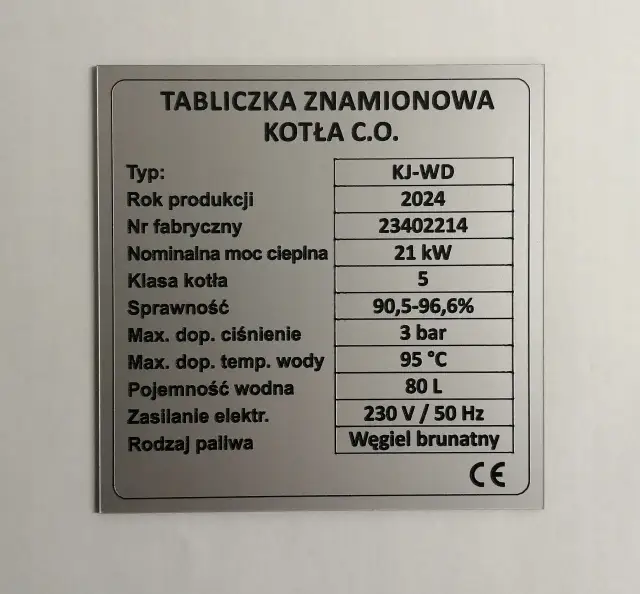 TABLICZKA ZNAMIONOWA
KOTŁA C.O.
Typ: KJ-WD
Rok produkcji 2024
Nr fabryczny 23402214
Nominalna moc cieplna 21 kW
Klasa kotła 5
Sprawność 90,5-96,6%
Max. dop. ciśnienie 3 bar
Max. dop. temp. wody 95 °C
Pojemność wodna 80 L
Zasilanie elektr. 230 V / 50 Hz
Rodzaj paliwa Węgiel brunatny
CE